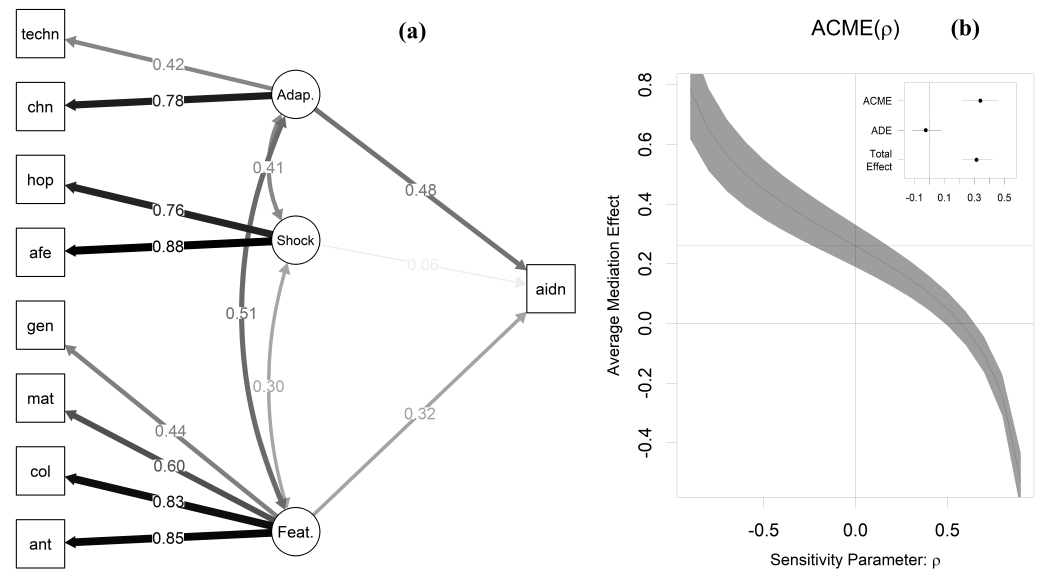 (a)
techn
chn
hop
afe
gen
mat
col
ant
Adap.
Shock
Feat.
aidn
0.42
0.78
0.76
0.88
0.44
0.60
0.83
0.85
0.41
0.51
0.30
0.48
0.06
0.32
ACME(ρ)
(b)
Average Mediation Effect
0.8
0.6
0.4
0.2
0.0
-0.2
-0.4
ACME
ADE
Total
Effect
-0.1
0.1
0.3
0.5
-0.5
0.0
0.5
Sensitivity Parameter: ρ